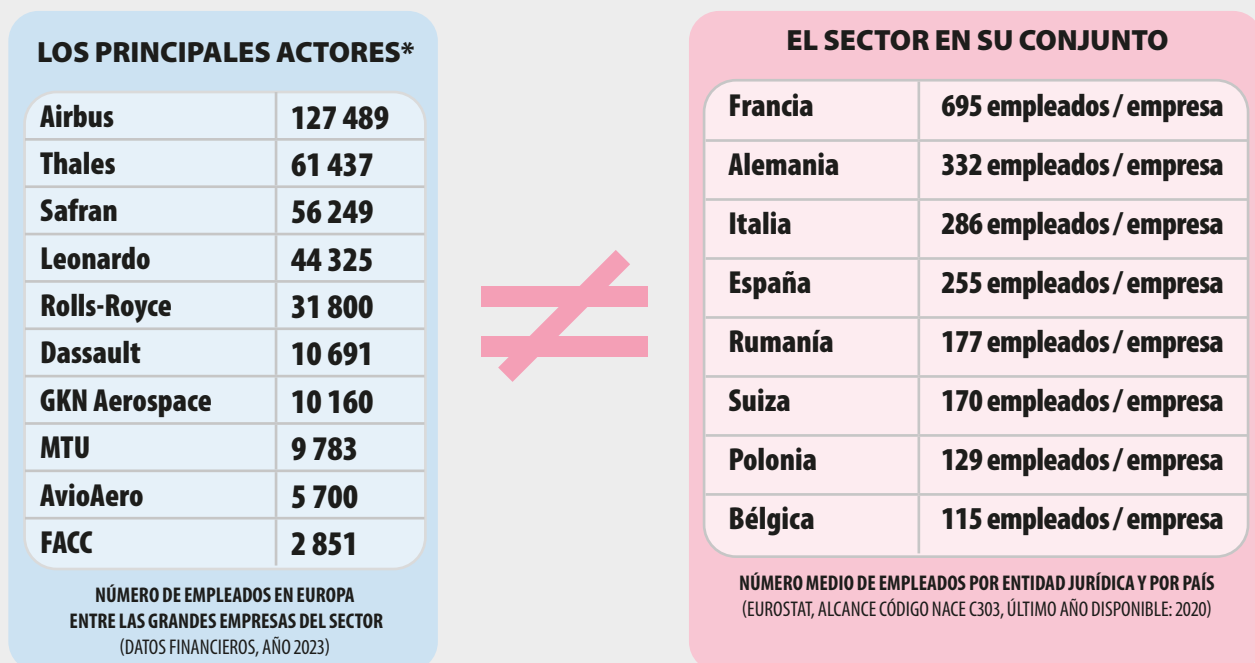 LOS PRINCIPALES ACTORES*
Airbus 127 489
Thales 61 437
Safran 56 249
Leonardo 44 325
Rolls-Royce 31 800
Dassault 10 691
GKN Aerospace 10 160
MTU 9 783
AvioAero 5 700
FACC 2 851
NÚMERO DE EMPLEADOS EN EUROPA
ENTRE LAS GRANDES EMPRESAS DEL SECTOR
(DATOS FINANCIEROS, AÑO 2023)
≠
EL SECTOR EN SU CONJUNTO
Francia 695 empleados / empresa
Alemania 332 empleados / empresa
Italia 286 empleados / empresa
España 255 empleados / empresa
Rumanía 177 empleados / empresa
Suiza 170 empleados / empresa
Polonia 129 empleados / empresa
Bélgica 115 empleados / empresa
NÚMERO MEDIO DE EMPLEADOS POR ENTIDAD JURÍDICA Y POR PAÍS
(EUROSTAT, ALCANCE CÓDIGO NACE C303, ÚLTIMO AÑO DISPONIBLE: 2020)